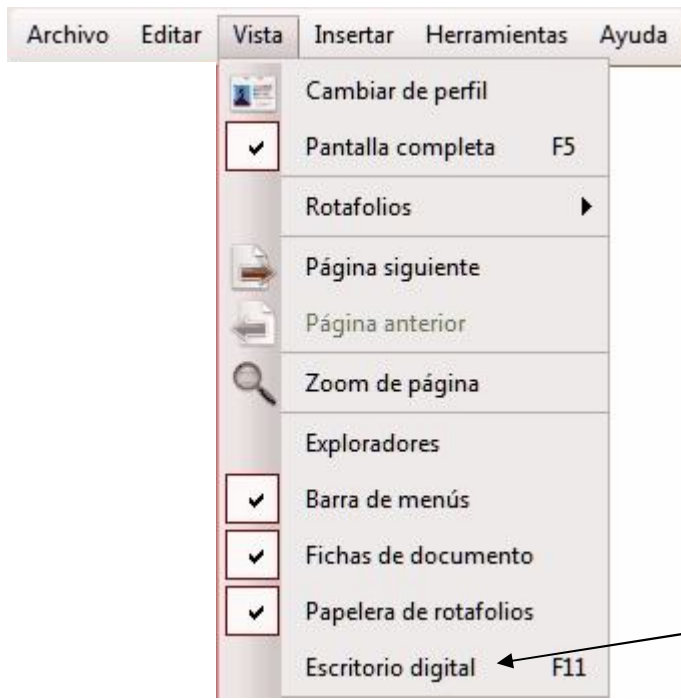 Archivo Editar Vista Insertar Herramientas Ayuda
Cambiar de perfil
Pantalla completa F5
Rotafolios
Página siguiente
Página anterior
Zoom de página
Exploradores
Barra de menús
Fichas de documento
Papelera de rotafolios
Escritorio digital F11